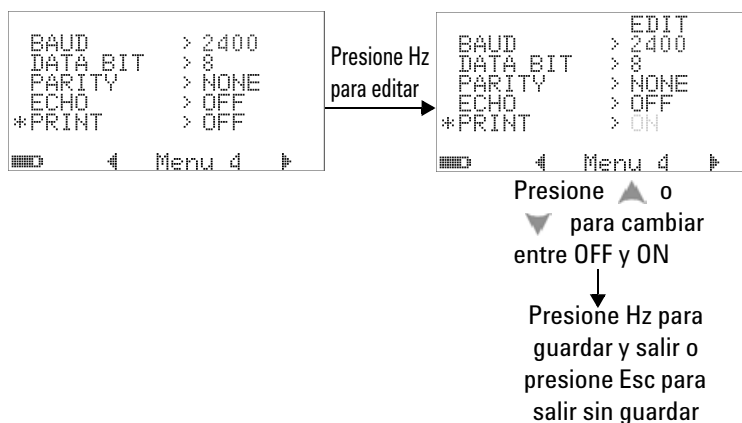 BAUD > 2400
DATA BIT > 8
PARITY > NONE
ECHO > OFF
*PRINT > OFF
Menu 4
Presione Hz
para editar
EDIT
BAUD > 2400
DATA BIT > 8
PARITY > NONE
ECHO > OFF
*PRINT > ON
Menu 4
Presione o
para cambiar
entre OFF y ON
Presione Hz para
guardar y salir o
presione Esc para
salir sin guardar